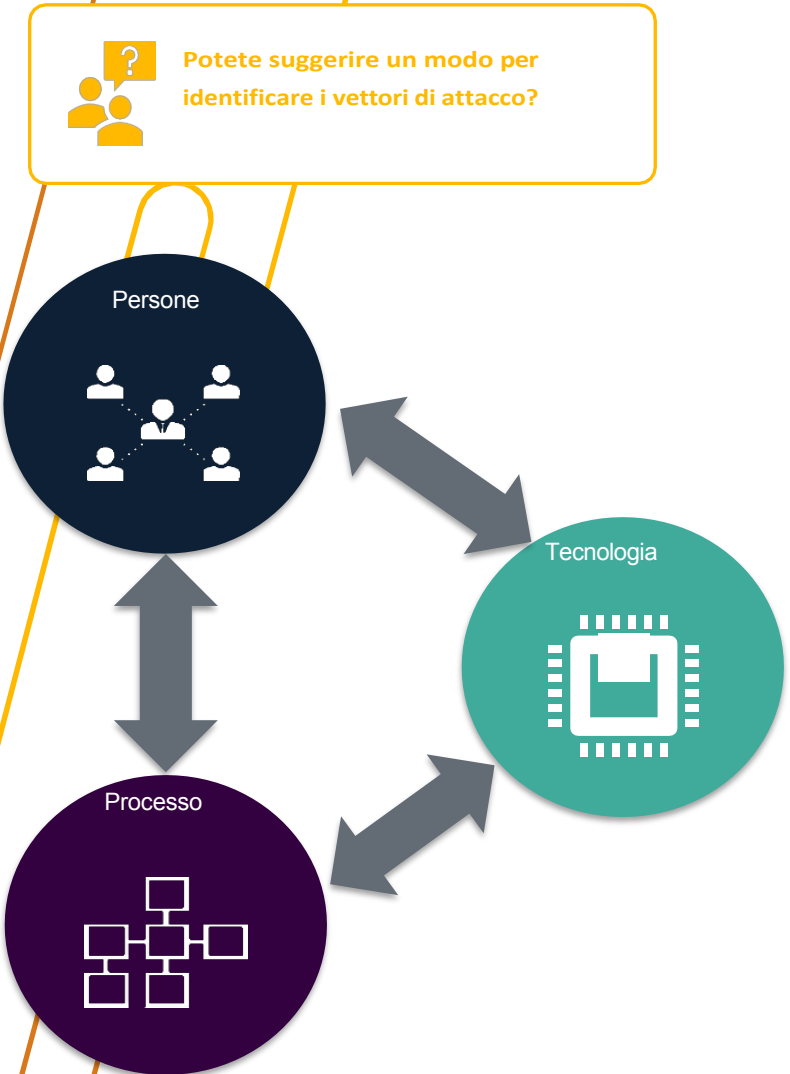 ?
Potete suggerire un modo per
identificare i vettori di attacco?
Persone
Tecnologia
Processo